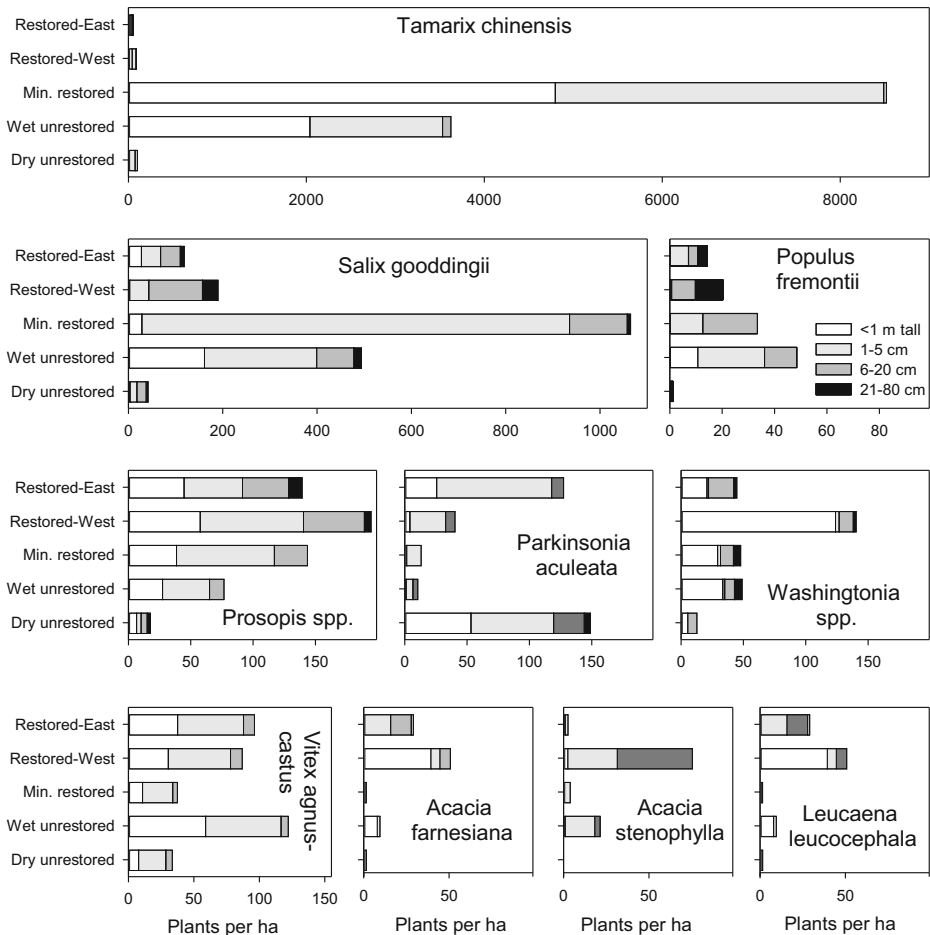 Tamarix chinensis
Restored-East
Restored-West
Min. restored
Wet unrestored
Dry unrestored
0 2000 4000 6000 8000
Salix gooddingii
Populus
fremontii
Restored-East
Restored-West
Min. restored
Wet unrestored
Dry unrestored
<1 m tall
1-5 cm
6-20 cm
21-80 cm
0 200 400 600 800 1000
0 20 40 60 80
Restored-East
Restored-West
Min. restored
Wet unrestored
Dry unrestored
Prosopis spp.
Parkinsonia
aculeata
Washingtonia
spp.
0 50 100 150
0 50 100 150
0 50 100 150
Restored-East
Restored-West
Min. restored
Wet unrestored
Dry unrestored
Vitex agnus-
castus
Acacia
farnesiana
Acacia
stenophylla
Leucaena
leucocephala
0 50 100 150
0 50 100
0 50 100
0 50 100
Plants per ha
Plants per ha
Plants per ha
Plants per ha